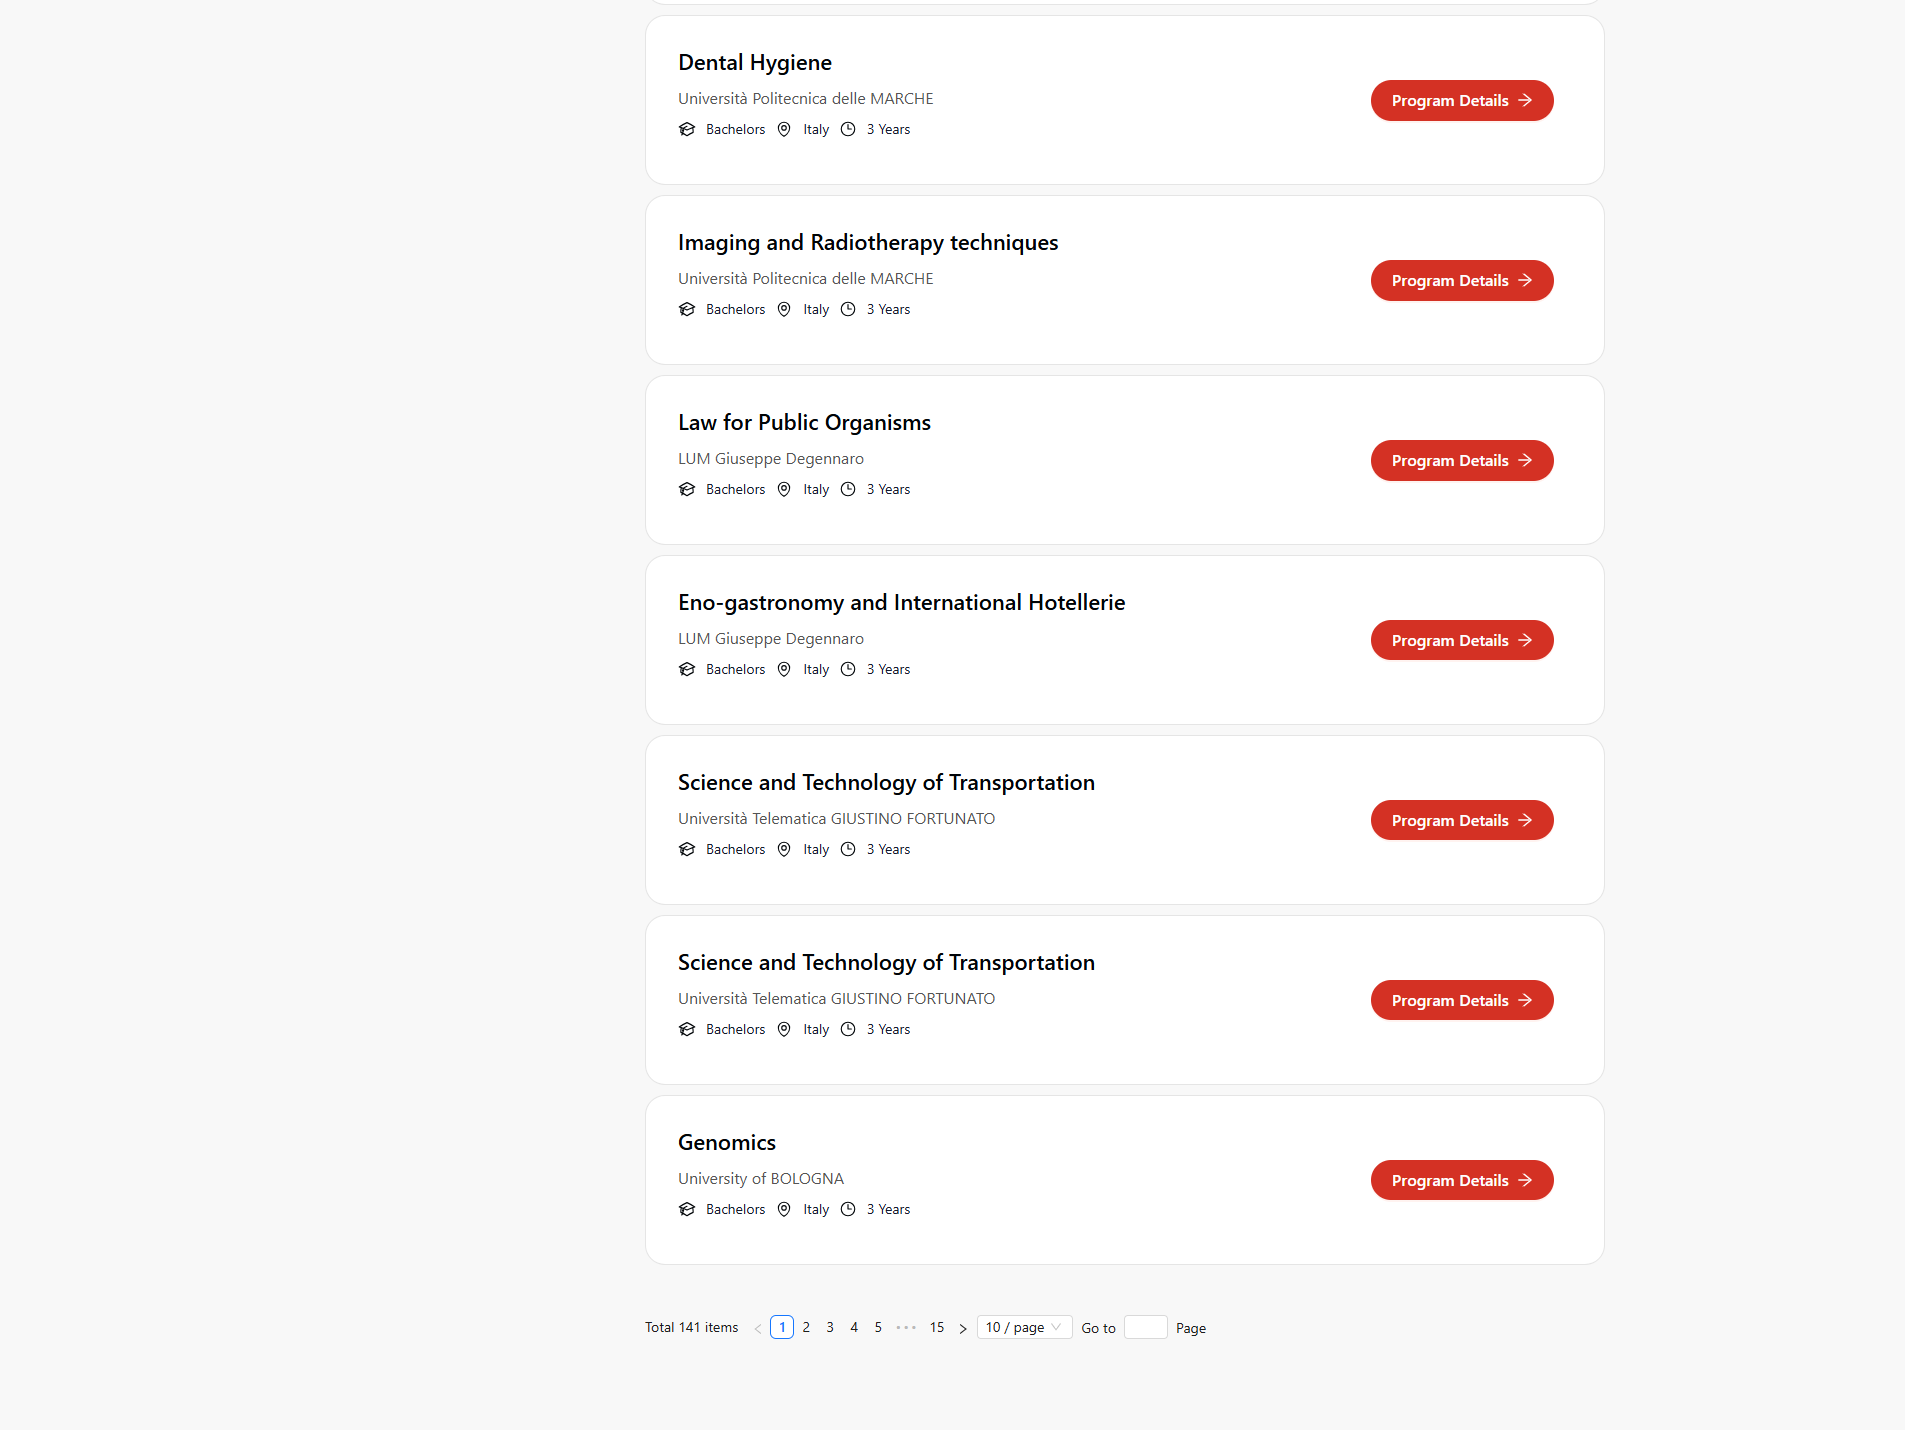 Dental Hygiene
Università Politecnica delle MARCHE
Bachelors Italy 3 Years
Program Details
Imaging and Radiotherapy techniques
Università Politecnica delle MARCHE
Bachelors Italy 3 Years
Program Details
Law for Public Organisms
LUM Giuseppe Degennaro
Bachelors Italy 3 Years
Program Details
Eno-gastronomy and International Hotellerie
LUM Giuseppe Degennaro
Bachelors Italy 3 Years
Program Details
Science and Technology of Transportation
Università Telematica GIUSTINO FORTUNATO
Bachelors Italy 3 Years
Program Details
Science and Technology of Transportation
Università Telematica GIUSTINO FORTUNATO
Bachelors Italy 3 Years
Program Details
Genomics
University of BOLOGNA
Bachelors Italy 3 Years
Program Details
Total 141 items < 1 2 3 4 5 ••• 15 > 10 / page Go to Page